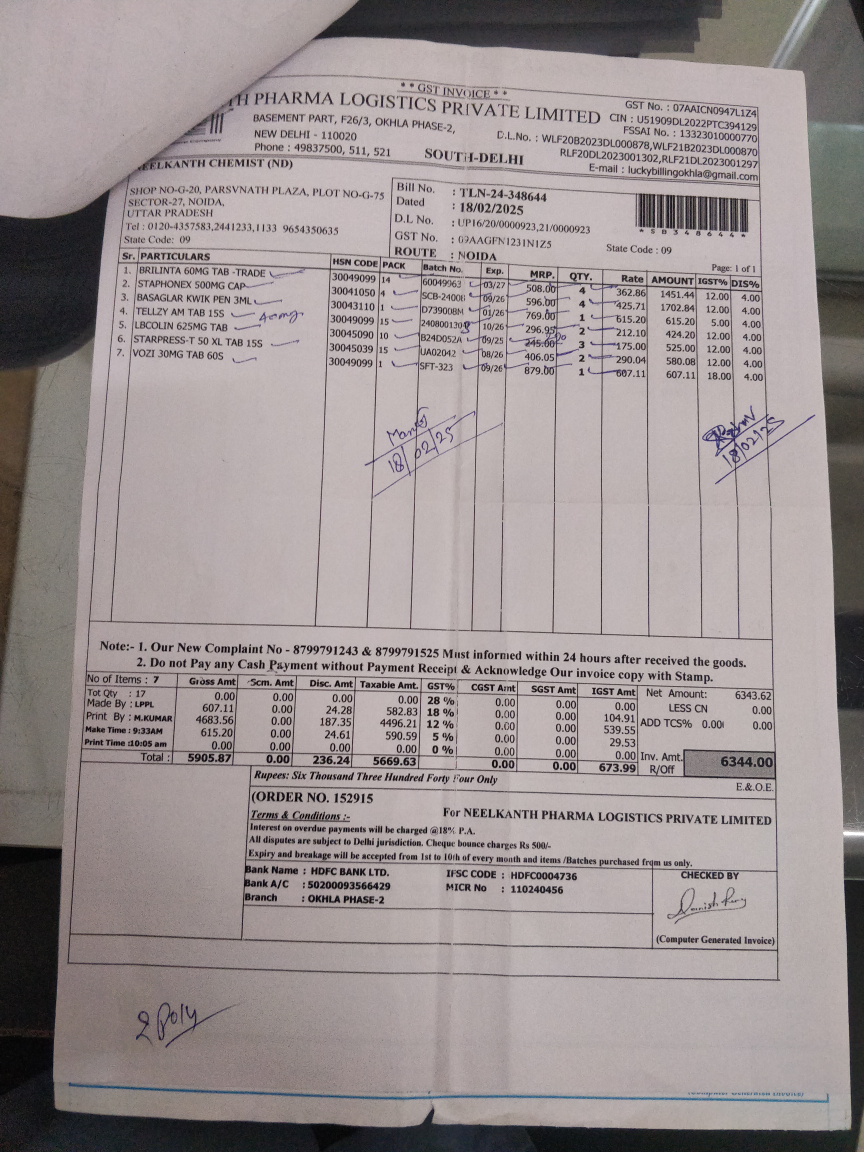 * * GST INVOICE * *
TH PHARMA LOGISTICS PRIVATE LIMITED
BASEMENT PART, F26/3, OKHLA PHASE-2,
NEW DELHI - 110020
Phone : 49837500, 511, 521
SOUTH-DELHI
GST No. : 07AAICN0947L1Z4
CIN : U51909DL2022PTC394129
FSSAI No. : 13323010000770
D.L.No. : WLF20B2023DL000878,WLF21B2023DL000870
RLF20DL2023001302,RLF21DL2023001297
E-mail : luckybillingokhla@gmail.com
NEELKANTH CHEMIST (ND)
SHOP NO-G-20, PARSVNATH PLAZA, PLOT NO-G-75
SECTOR-27, NOIDA,
UTTAR PRADESH
Tel : 0120-4357583,2441233,1133 9654350635
State Code: 09
Bill No. : TLN-24-348644
Dated : 18/02/2025
D.L No. : UP16/20/0000923,21/0000923
GST No. : 09AAGFN1231N1Z5
ROUTE : NOIDA
* 5 8 3 4 8 6 4 4 *
State Code : 09
Page: 1 of 1
Sr. PARTICULARS HSN CODE PACK Batch No. Exp. MRP. QTY. Rate AMOUNT IGST% DIS%
1. BRILINTA 60MG TAB -TRADE 30049099 14 60049963 03/27 508.00 4 362.86 1451.44 12.00 4.00
2. STAPHONEX 500MG CAP 30041050 4 SCB-24008 09/26 596.00 4 425.71 1702.84 12.00 4.00
3. BASAGLAR KWIK PEN 3ML 30043110 1 D739008M 01/26 769.00 1 615.20 615.20 5.00 4.00
4. TELLZY AM TAB 15S 30049099 15 240800130 10/26 296.95 2 212.10 424.20 12.00 4.00
5. LBCOLIN 625MG TAB 30045090 10 B24D052A 09/25 245.00 3 175.00 525.00 12.00 4.00
6. STARPRESS-T 50 XL TAB 15S 30045039 15 UA02042 08/26 406.05 2 290.04 580.08 12.00 4.00
7. VOZI 30MG TAB 60S 30049099 1 SFT-323 09/26 879.00 1 607.11 607.11 18.00 4.00
18/02/25
18/02/25
Note:- 1. Our New Complaint No - 8799791243 & 8799791525 Must informed within 24 hours after received the goods.
2. Do not Pay any Cash Payment without Payment Receipt & Acknowledge Our invoice copy with Stamp.
No of Items : 7
Tot Qty : 17
Made By : LPPL
Print By : M.KUMAR
Make Time : 9:33AM
Print Time :10:05 am
Gross Amt Scm. Amt Disc. Amt Taxable Amt. GST% CGST Amt SGST Amt IGST Amt
0.00 0.00 0.00 0.00 28 % 0.00 0.00 0.00
607.11 0.00 24.28 582.83 18 % 0.00 0.00 104.91
4683.56 0.00 187.35 4496.21 12 % 0.00 0.00 539.55
615.20 0.00 24.61 590.59 5 % 0.00 0.00 29.53
0.00 0.00 0.00 0.00 0 % 0.00 0.00 0.00
Total : 5905.87 0.00 236.24 5669.63 0.00 0.00 673.99
Net Amount: 6343.62
LESS CN 0.00
ADD TCS% 0.00 0.00
Inv. Amt. R/Off 6344.00
Rupees: Six Thousand Three Hundred Forty Four Only
E.&.O.E.
(ORDER NO. 152915
For NEELKANTH PHARMA LOGISTICS PRIVATE LIMITED
Terms & Conditions :-
Interest on overdue payments will be charged @18% P.A.
All disputes are subject to Delhi jurisdiction. Cheque bounce charges Rs 500/-
Expiry and breakage will be accepted from 1st to 10th of every month and items /Batches purchased from us only.
Bank Name : HDFC BANK LTD.
Bank A/C : 50200093566429
Branch : OKHLA PHASE-2
IFSC CODE : HDFC0004736
MICR No : 110240456
CHECKED BY
(Computer Generated Invoice)
2 Poly